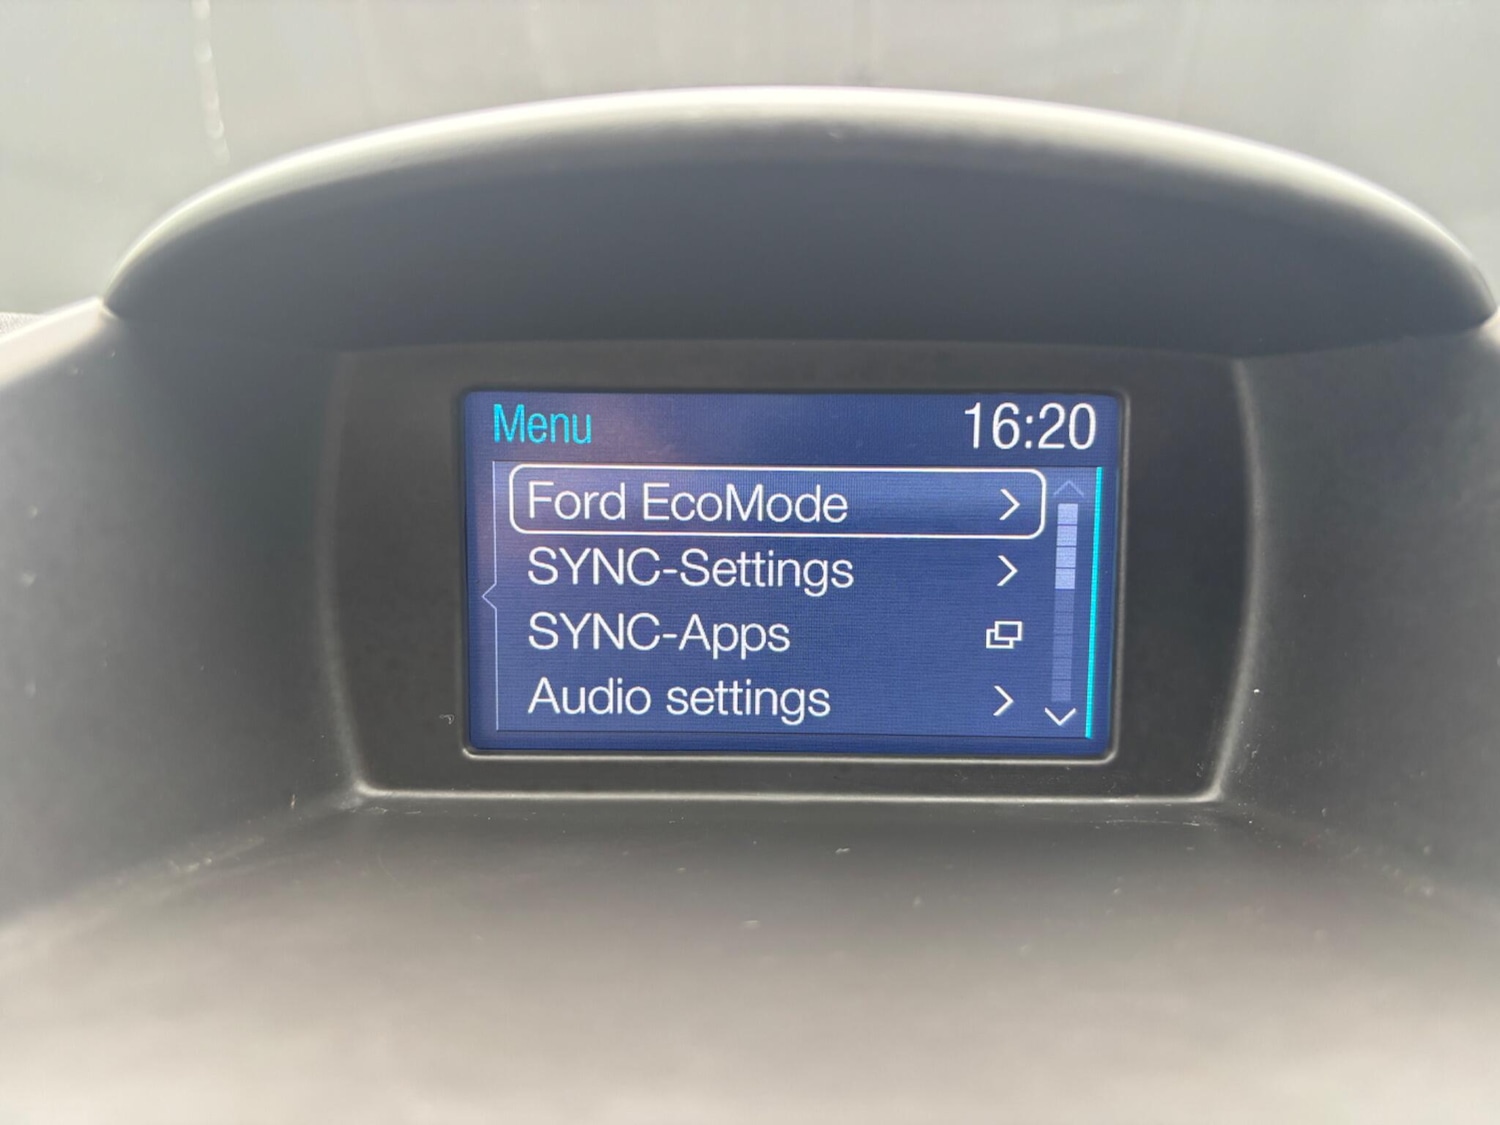 Menu 16:20
Ford EcoMode
SYNC-Settings
SYNC-Apps
Audio settings